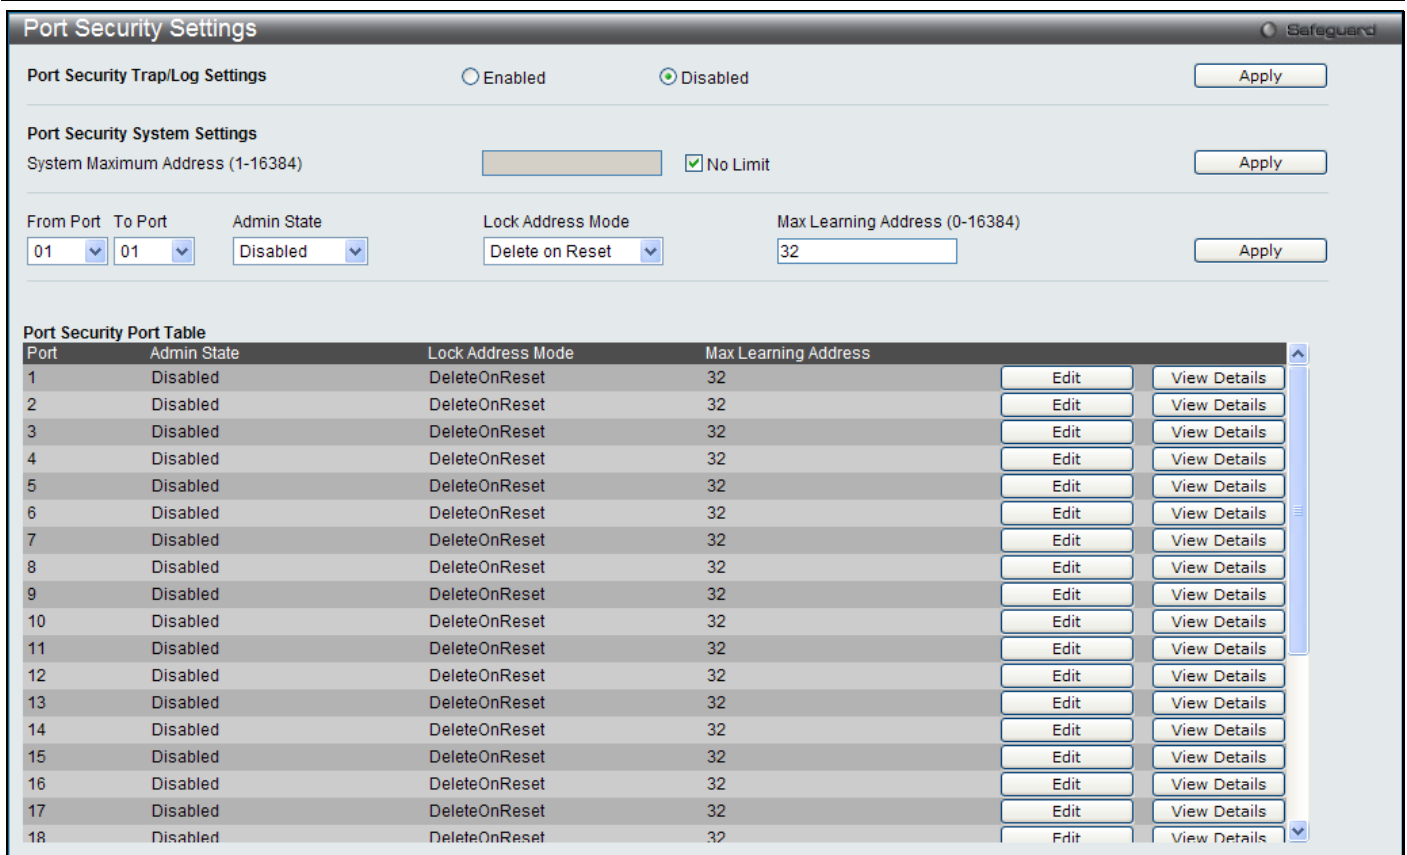 Port Security Settings Safeguard
Port Security Trap/Log Settings Enabled Disabled Apply
Port Security System Settings
System Maximum Address (1-16384) No Limit Apply
From Port To Port Admin State Lock Address Mode Max Learning Address (0-16384)
01 01 Disabled Delete on Reset 32 Apply
Port Security Port Table
Port Admin State Lock Address Mode Max Learning Address
1 Disabled DeleteOnReset 32 Edit View Details
2 Disabled DeleteOnReset 32 Edit View Details
3 Disabled DeleteOnReset 32 Edit View Details
4 Disabled DeleteOnReset 32 Edit View Details
5 Disabled DeleteOnReset 32 Edit View Details
6 Disabled DeleteOnReset 32 Edit View Details
7 Disabled DeleteOnReset 32 Edit View Details
8 Disabled DeleteOnReset 32 Edit View Details
9 Disabled DeleteOnReset 32 Edit View Details
10 Disabled DeleteOnReset 32 Edit View Details
11 Disabled DeleteOnReset 32 Edit View Details
12 Disabled DeleteOnReset 32 Edit View Details
13 Disabled DeleteOnReset 32 Edit View Details
14 Disabled DeleteOnReset 32 Edit View Details
15 Disabled DeleteOnReset 32 Edit View Details
16 Disabled DeleteOnReset 32 Edit View Details
17 Disabled DeleteOnReset 32 Edit View Details
18 Disabled DeleteOnReset 32 Edit View Details